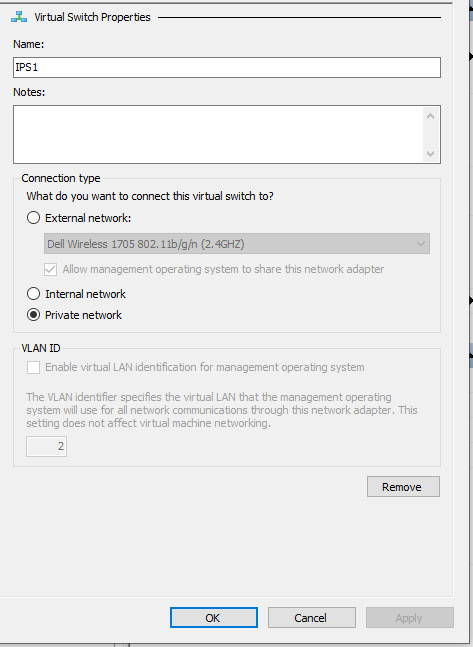 Virtual Switch Properties
Name:
IPS1
Notes:
Connection type
What do you want to connect this virtual switch to?
External network:
Dell Wireless 1705 802.11b/g/n (2.4GHZ)
Allow management operating system to share this network adapter
Internal network
Private network
VLAN ID
Enable virtual LAN identification for management operating system
The VLAN identifier specifies the virtual LAN that the management operating
system will use for all network communications through this network adapter. This
setting does not affect virtual machine networking.
2
Remove
OK
Cancel
Apply